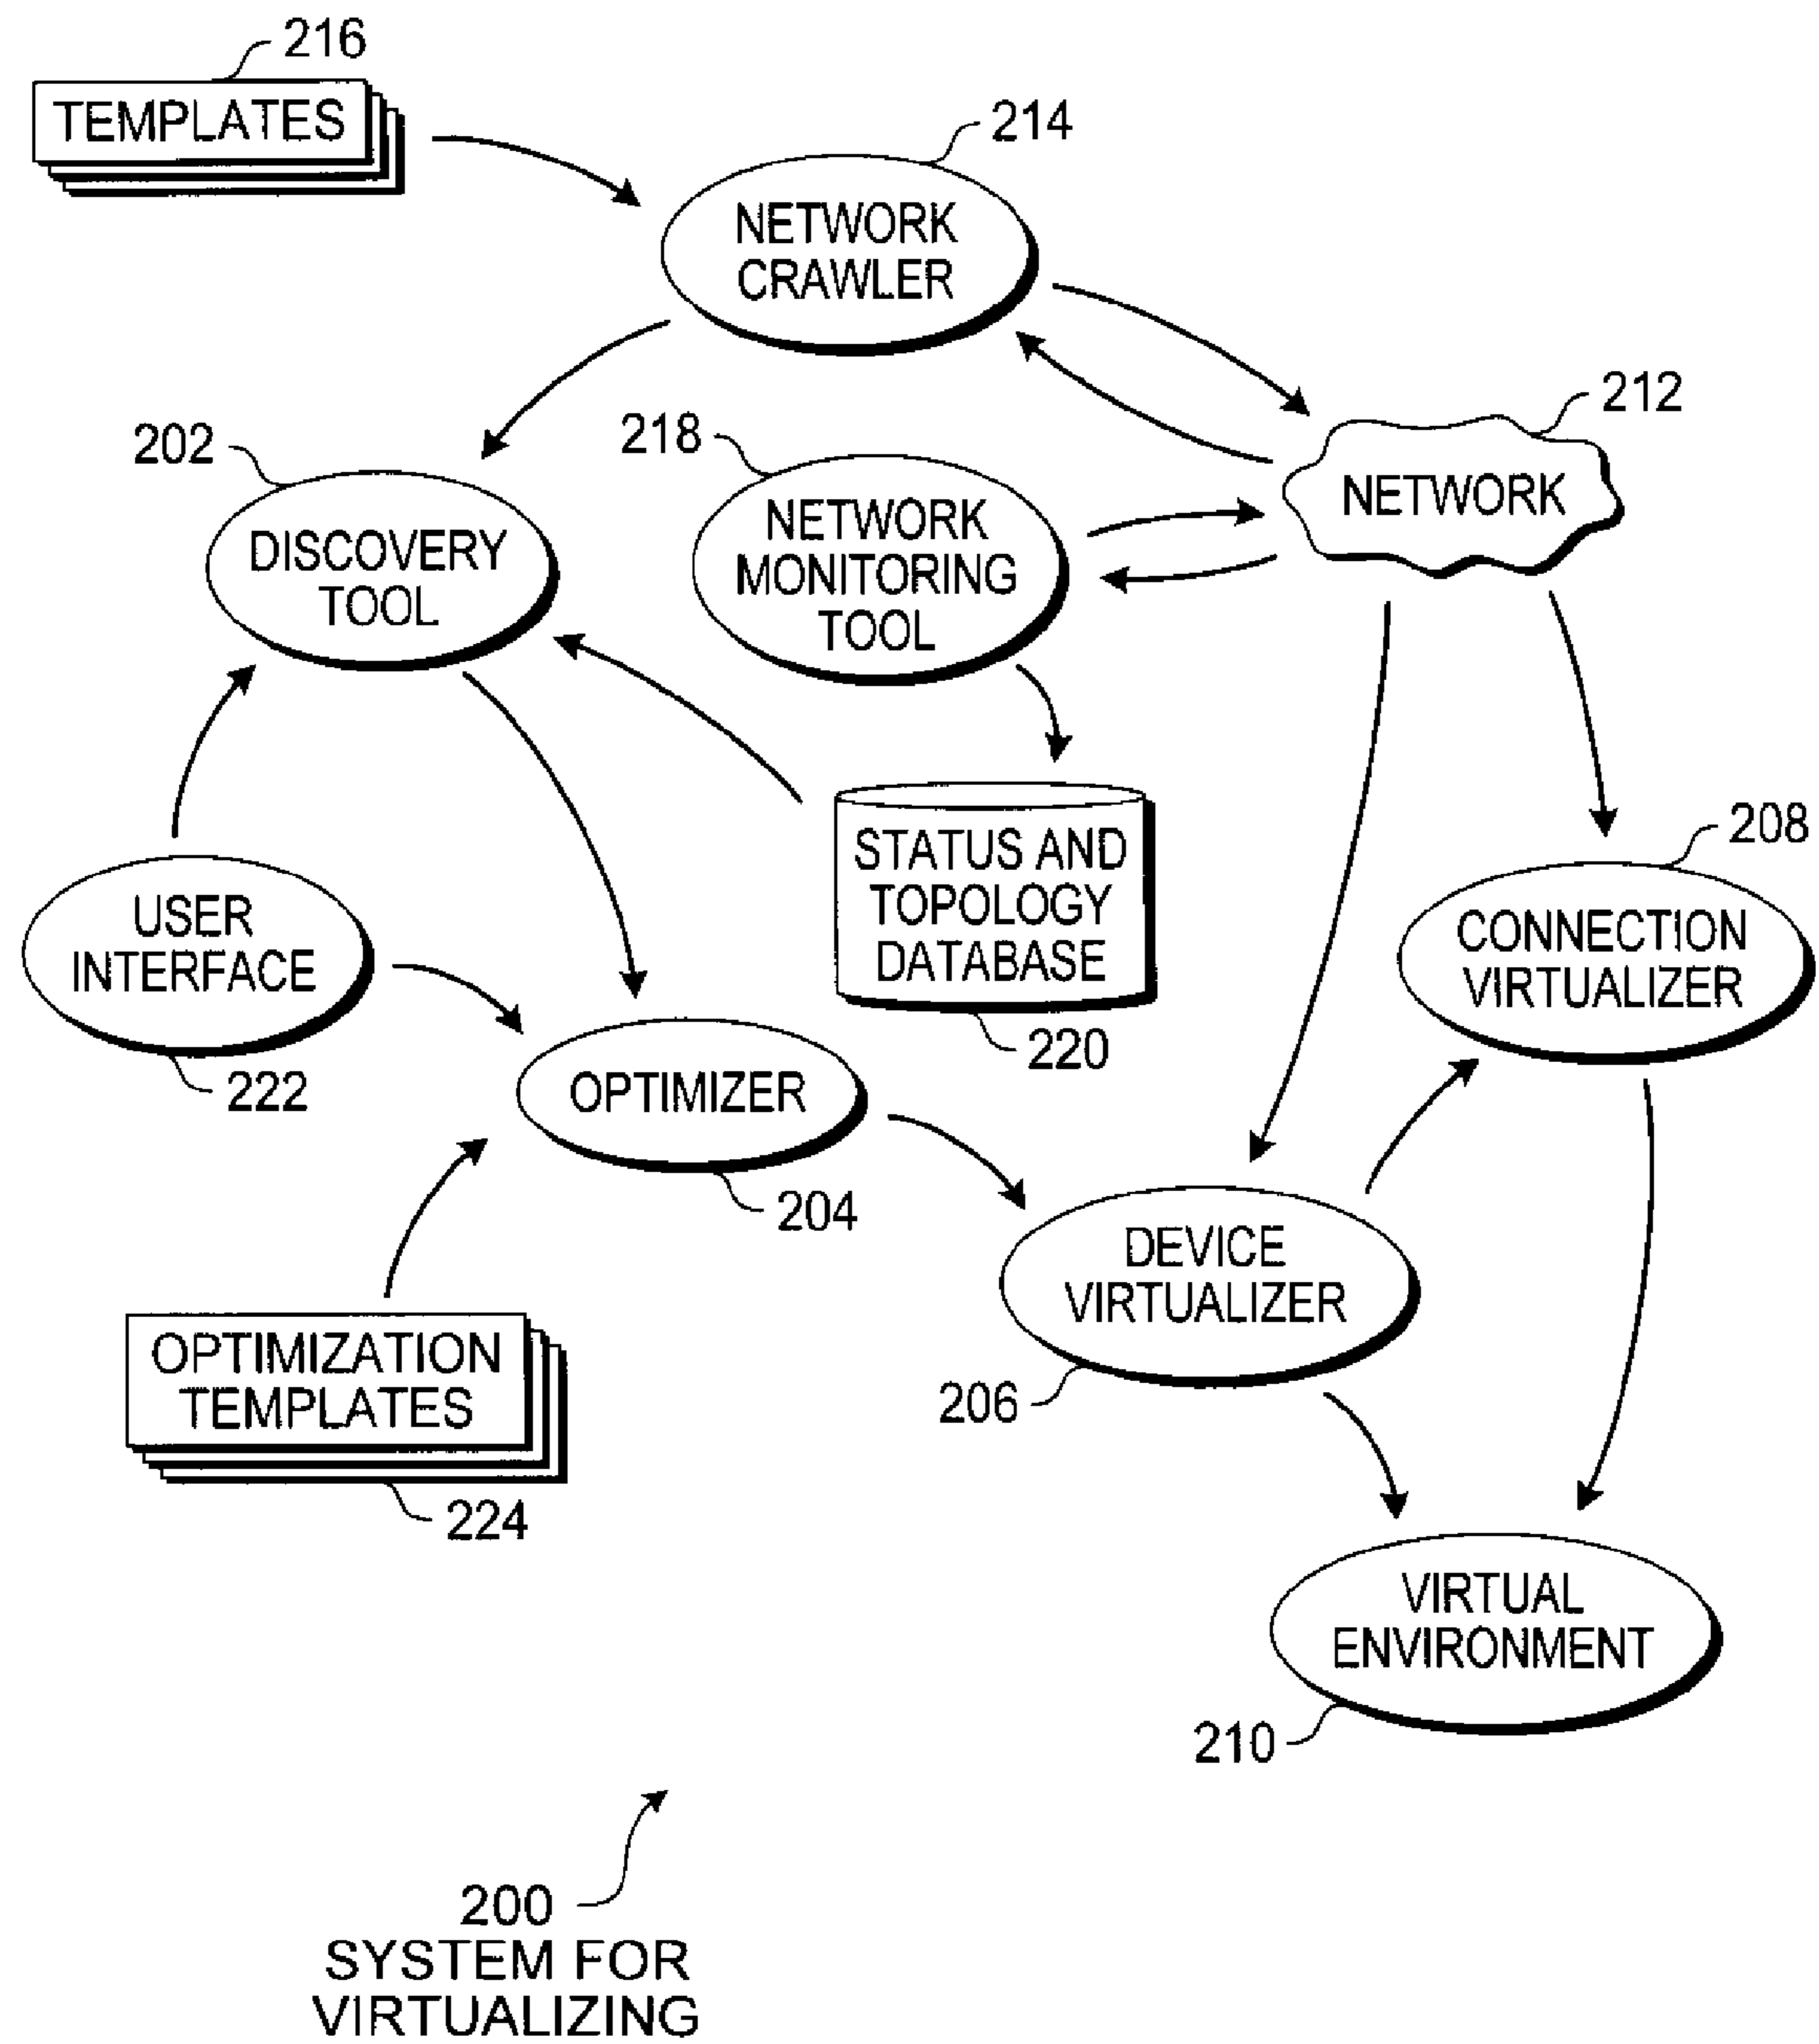 216
TEMPLATES
214
NETWORK
CRAWLER
212
NETWORK
202
DISCOVERY
TOOL
218
NETWORK
MONITORING
TOOL
STATUS AND
TOPOLOGY
DATABASE
220
208
CONNECTION
VIRTUALIZER
USER
INTERFACE
222
OPTIMIZER
204
DEVICE
VIRTUALIZER
206
OPTIMIZATION
TEMPLATES
224
VIRTUAL
ENVIRONMENT
210
200
SYSTEM FOR
VIRTUALIZING